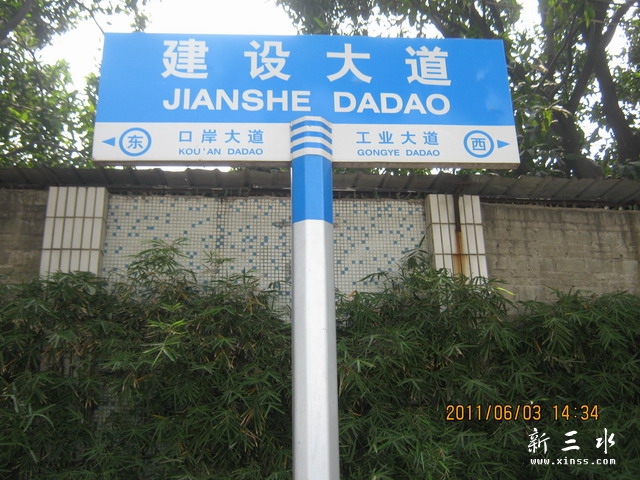 建设大道
JIANSHE DADAO
东 口岸大道 工业大道 西
KOU'AN DADAO GONGYE DADAO
2011/06/03 14:34
新三水
www.xinss.com